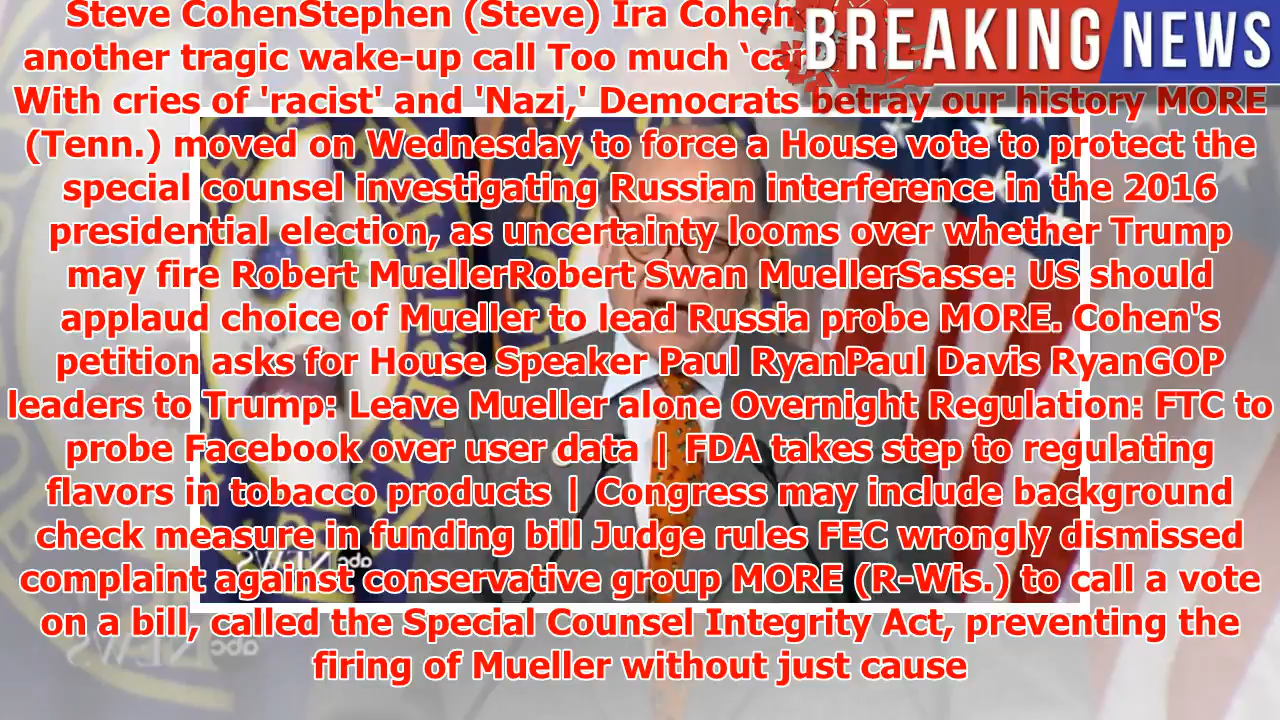 Steve CohenStephen (Steve) Ira Cohen
BREAKING NEWS
another tragic wake-up call Too much ‘car
With cries of 'racist' and 'Nazi,' Democrats betray our history MORE
(Tenn.) moved on Wednesday to force a House vote to protect the
special counsel investigating Russian interference in the 2016
presidential election, as uncertainty looms over whether Trump
may fire Robert MuellerRobert Swan MuellerSasse: US should
applaud choice of Mueller to lead Russia probe MORE. Cohen's
petition asks for House Speaker Paul RyanPaul Davis RyanGOP
leaders to Trump: Leave Mueller alone Overnight Regulation: FTC to
probe Facebook over user data | FDA takes step to regulating
flavors in tobacco products | Congress may include background
check measure in funding bill Judge rules FEC wrongly dismissed
complaint against conservative group MORE (R-Wis.) to call a vote
on a bill, called the Special Counsel Integrity Act, preventing the
firing of Mueller without just cause
abc NEWS
abc NEWS